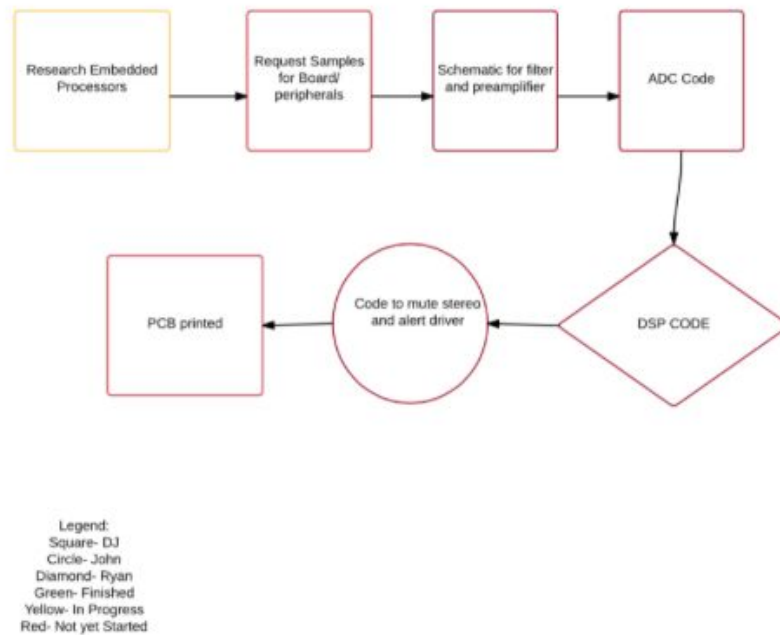 Research Embedded
Processors
Request Samples
for Board/
peripherals
Schematic for filter
and preamplifier
ADC Code
DSP CODE
Code to mute stereo
and alert driver
PCB printed
Legend:
Square- DJ
Circle- John
Diamond- Ryan
Green- Finished
Yellow- In Progress
Red- Not yet Started